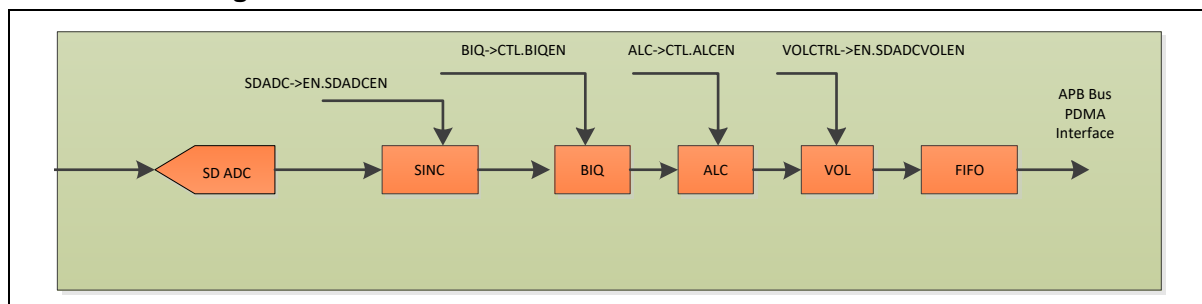 BIQ->CTL.BIQEN
ALC->CTL.ALCEN
VOLCTRL->EN.SDADCVOLEN
SDADC->EN.SDADCEN
APB Bus
PDMA
Interface
SD ADC
SINC
BIQ
ALC
VOL
FIFO